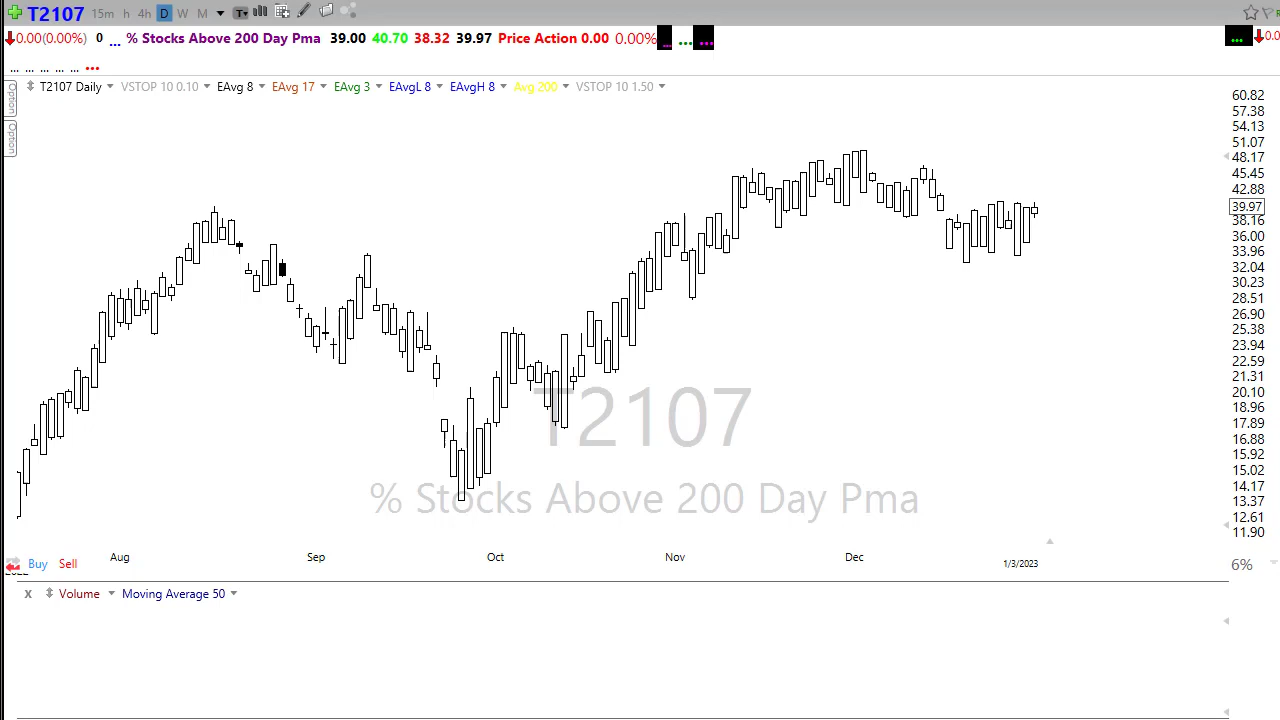 T2107 15m h 4h D W M T
0.00(0.00%) 0 ... % Stocks Above 200 Day Pma 39.00 40.70 38.32 39.97 Price Action 0.00 0.00% ... ... ... ... 0.0
... ... ... ... ... ...
Option
Option
T2107 Daily VSTOP 10 0.10 EAvg 8 EAvg 17 EAvg 3 EAvgL 8 EAvgH 8 Avg 200 VSTOP 10 1.50
60.82
57.38
54.13
51.07
48.17
45.45
42.88
39.97
38.16
36.00
33.96
32.04
30.23
28.51
26.90
25.38
23.94
22.59
21.31
20.10
18.96
17.89
16.88
15.92
15.02
14.17
13.37
12.61
11.90
T2107
% Stocks Above 200 Day Pma
Aug Sep Oct Nov Dec 1/3/2023
Buy Sell 6%
X Volume Moving Average 50